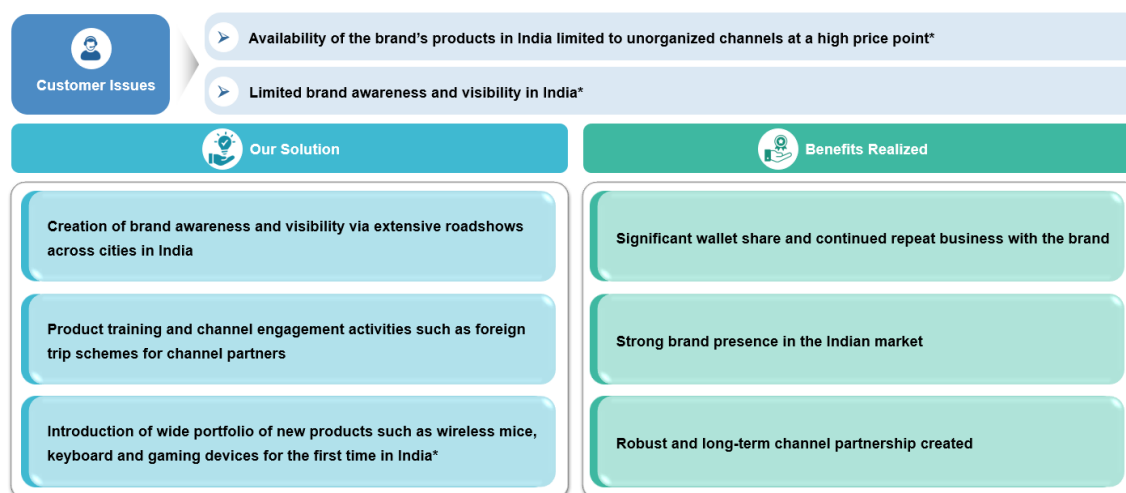 Customer Issues
Availability of the brand's products in India limited to unorganized channels at a high price point*
Limited brand awareness and visibility in India*
Our Solution
Benefits Realized
Creation of brand awareness and visibility via extensive roadshows
across cities in India
Product training and channel engagement activities such as foreign
trip schemes for channel partners
Introduction of wide portfolio of new products such as wireless mice,
keyboard and gaming devices for the first time in India*
Significant wallet share and continued repeat business with the brand
Strong brand presence in the Indian market
Robust and long-term channel partnership created